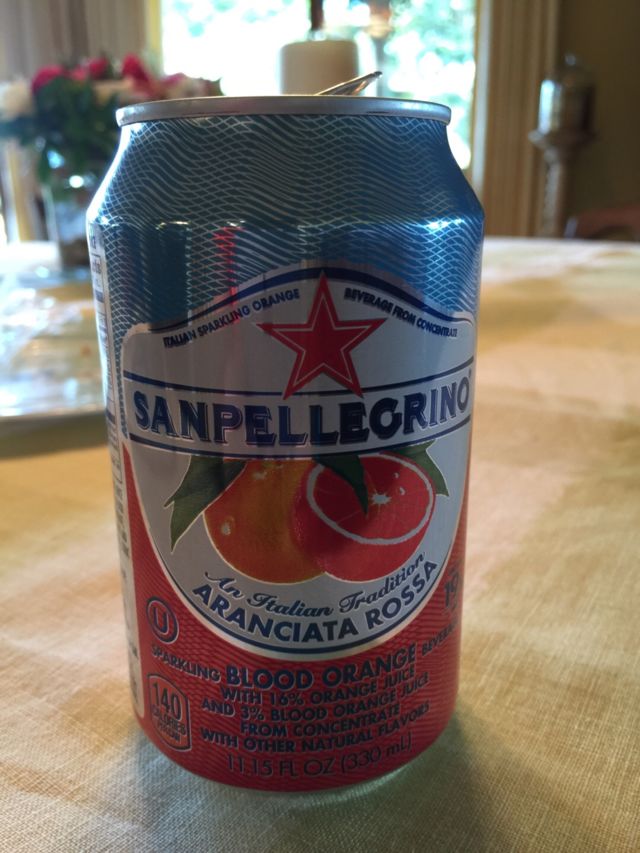 ITALIAN SPARKLING ORANGE BEVERAGE FROM CONCENTRATE
SANPELLEGRINO
An Italian Tradition
ARANCIATA ROSSA
19
U
SPARKLING BLOOD ORANGE BEVERAGE
WITH 16% ORANGE JUICE
AND 3% BLOOD ORANGE JUICE
FROM CONCENTRATE
WITH OTHER NATURAL FLAVORS
11.15 FL OZ (330 mL)
140
CALORIES